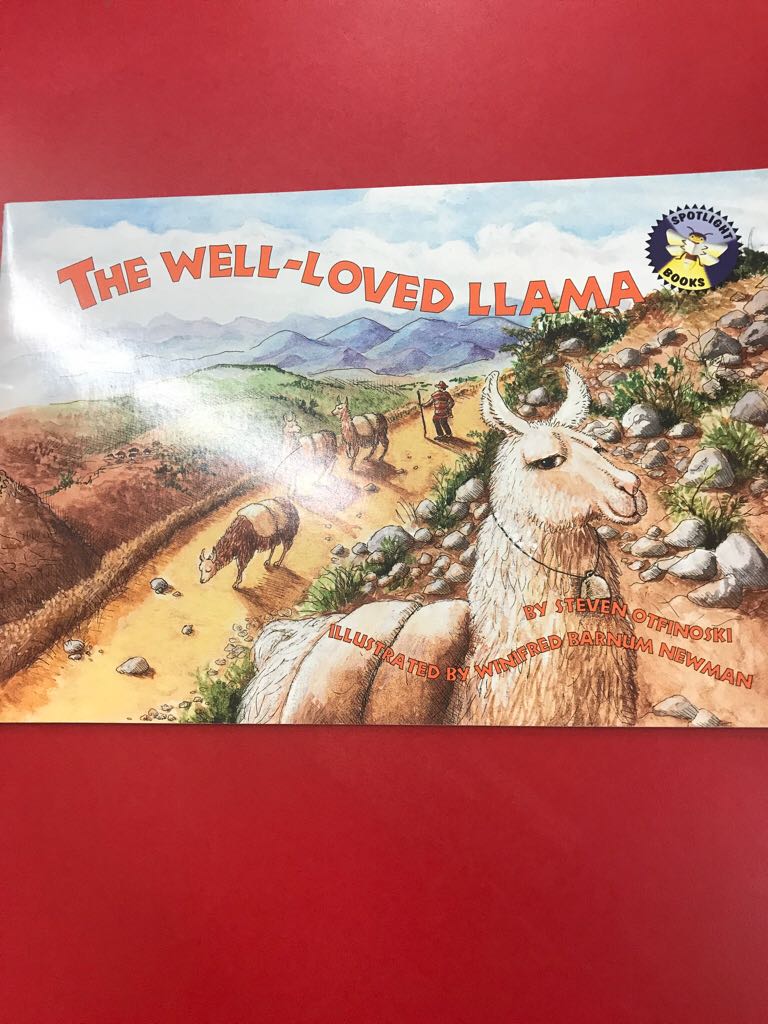 THE WELL-LOVED LLAMA
SPOTLIGHT
BOOKS
BY STEVEN OTFINOSKI
ILLUSTRATED BY WINIFRED BARNUM NEWMAN